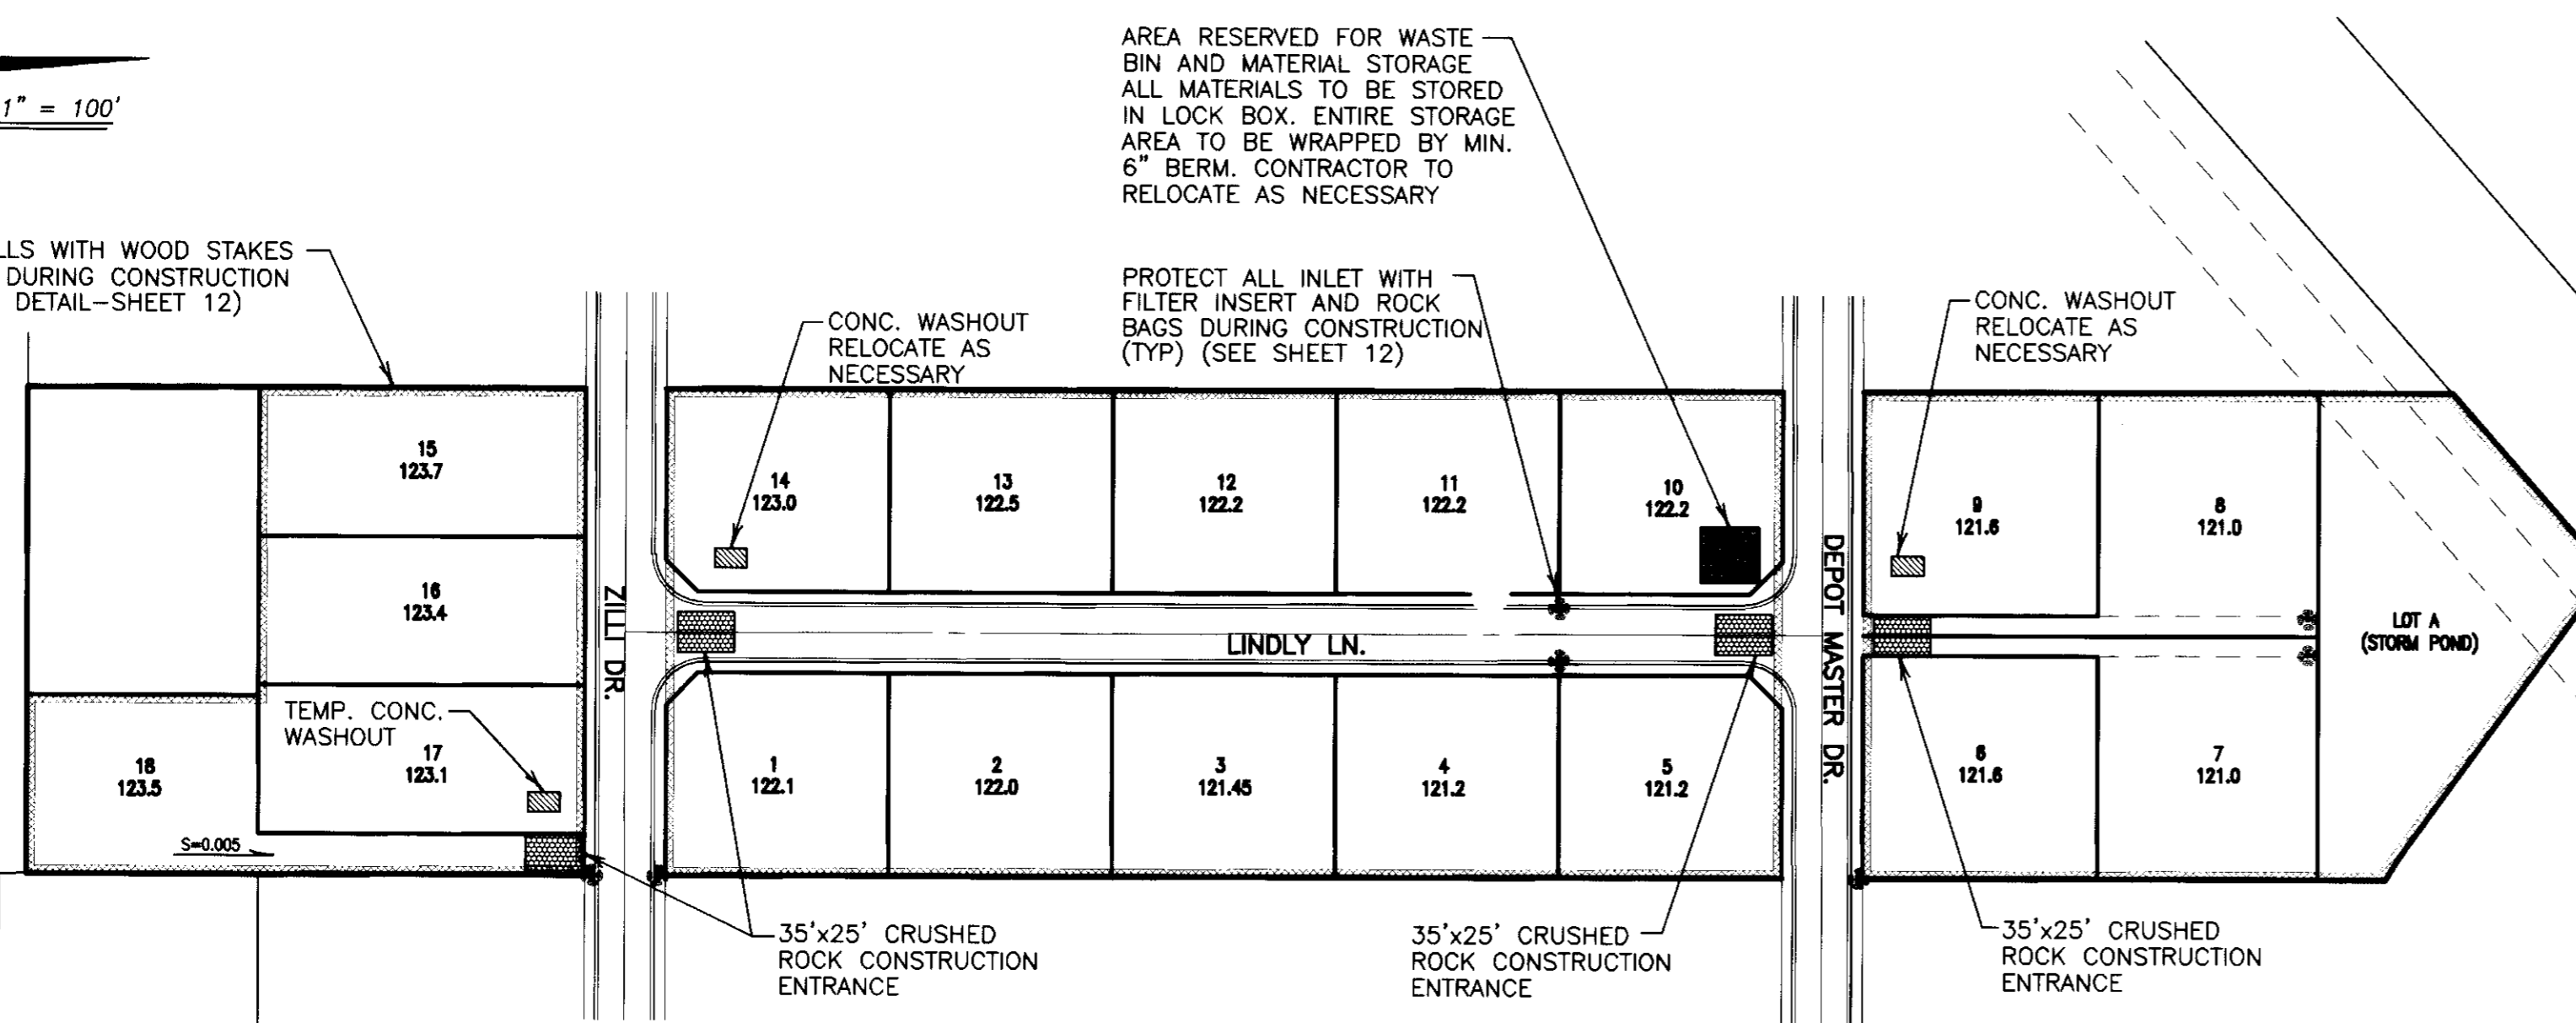 1" = 100'
AREA RESERVED FOR WASTE
BIN AND MATERIAL STORAGE
ALL MATERIALS TO BE STORED
IN LOCK BOX. ENTIRE STORAGE
AREA TO BE WRAPPED BY MIN.
6" BERM. CONTRACTOR TO
RELOCATE AS NECESSARY
LLS WITH WOOD STAKES
DURING CONSTRUCTION
DETAIL-SHEET 12)
CONC. WASHOUT
RELOCATE AS
NECESSARY
PROTECT ALL INLET WITH
FILTER INSERT AND ROCK
BAGS DURING CONSTRUCTION
(TYP) (SEE SHEET 12)
CONC. WASHOUT
RELOCATE AS
NECESSARY
15
123.7
14
123.0
13
122.5
12
122.2
11
122.2
10
122.2
9
121.6
8
121.0
16
123.4
ZILLI DR.
LINDLY LN.
DEPOT MASTER DR.
LOT A
(STORM POND)
TEMP. CONC.
WASHOUT
17
123.1
18
123.5
S=0.005
1
122.1
2
122.0
3
121.45
4
121.2
5
121.2
6
121.6
7
121.0
35'x25' CRUSHED
ROCK CONSTRUCTION
ENTRANCE
35'x25' CRUSHED
ROCK CONSTRUCTION
ENTRANCE
35'x25' CRUSHED
ROCK CONSTRUCTION
ENTRANCE